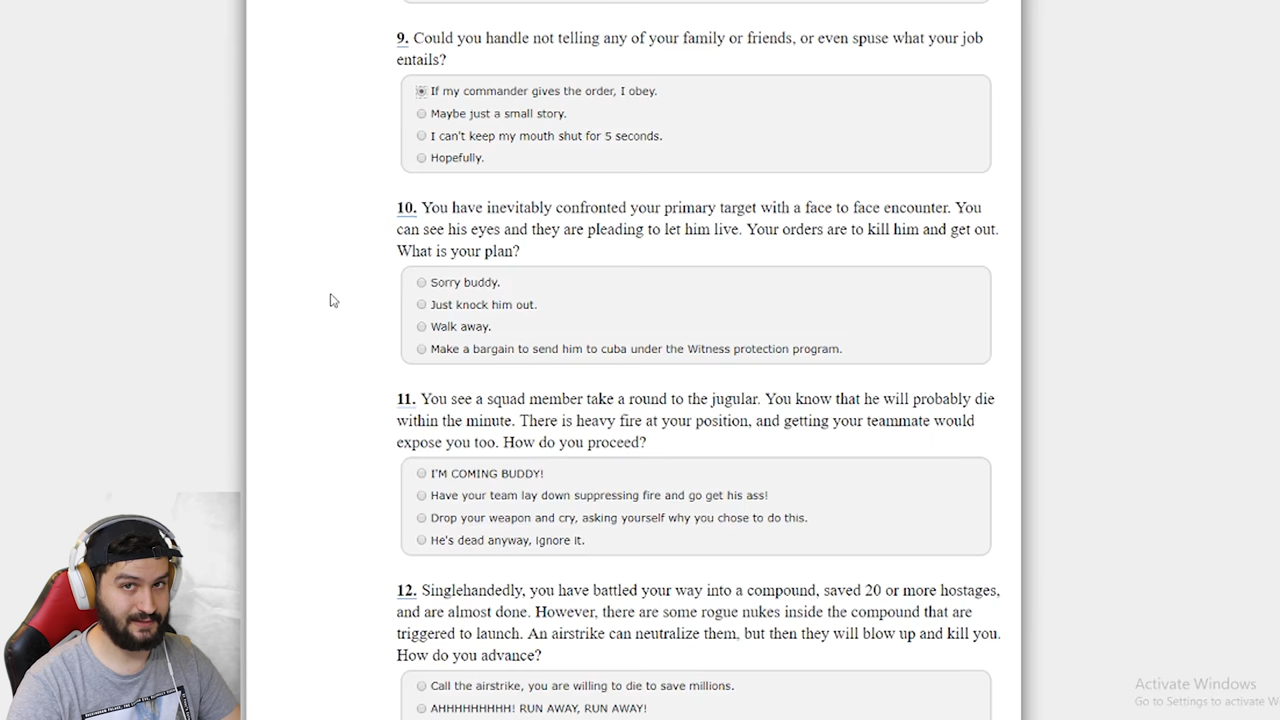 9. Could you handle not telling any of your family or friends, or even spuse what your job
entails?
If my commander gives the order, I obey.
Maybe just a small story.
I can't keep my mouth shut for 5 seconds.
Hopefully.
10. You have inevitably confronted your primary target with a face to face encounter. You
can see his eyes and they are pleading to let him live. Your orders are to kill him and get out.
What is your plan?
Sorry buddy.
Just knock him out.
Walk away.
Make a bargain to send him to cuba under the Witness protection program.
11. You see a squad member take a round to the jugular. You know that he will probably die
within the minute. There is heavy fire at your position, and getting your teammate would
expose you too. How do you proceed?
I'M COMING BUDDY!
Have your team lay down suppressing fire and go get his ass!
Drop your weapon and cry, asking yourself why you chose to do this.
He's dead anyway, Ignore It.
12. Singlehandedly, you have battled your way into a compound, saved 20 or more hostages,
and are almost done. However, there are some rogue nukes inside the compound that are
triggered to launch. An airstrike can neutralize them, but then they will blow up and kill you.
How do you advance?
Call the airstrike, you are willing to die to save millions.
AHHHHHHHHH! RUN AWAY, RUN AWAY!
Activate Windows
Go to Settings to activate W